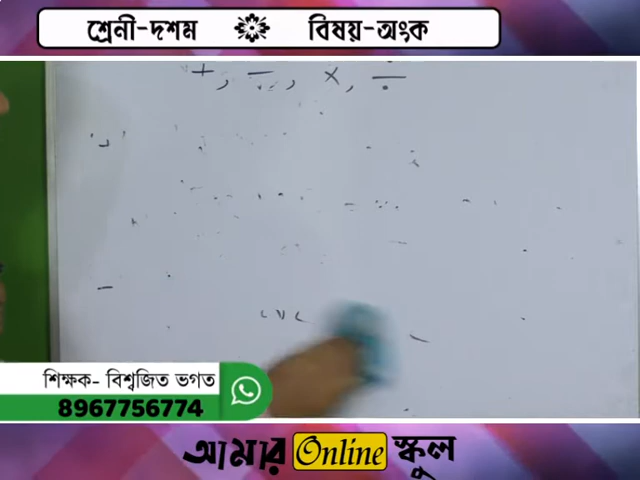 শ্রেনী-দশম বিষয়-অংক
+, −, ×, ÷
শিক্ষক- বিশ্বজিত ভগত
8967756774
আমার Online স্কুল